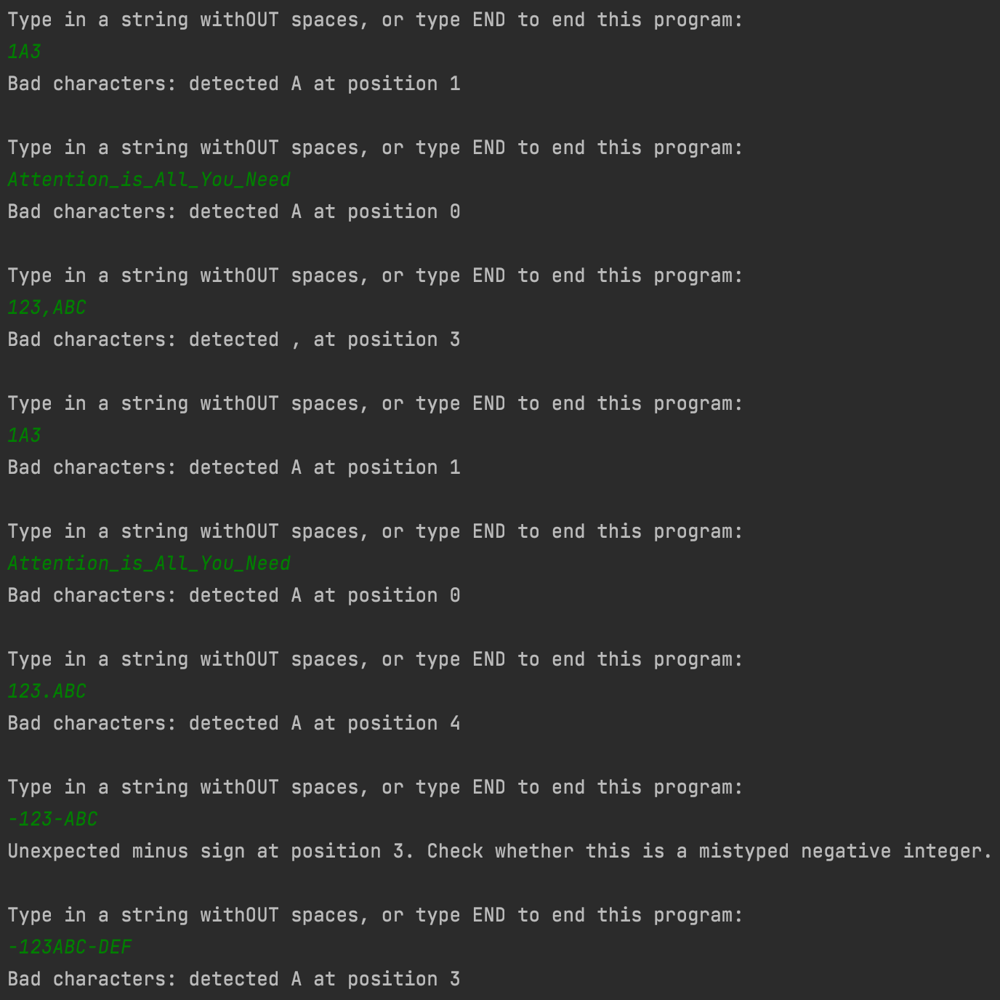 Type in a string withOUT spaces, or type END to end this program:
1A3
Bad characters: detected A at position 1
Type in a string withOUT spaces, or type END to end this program:
Attention_is_All_You_Need
Bad characters: detected A at position 0
Type in a string withOUT spaces, or type END to end this program:
123,ABC
Bad characters: detected , at position 3
Type in a string withOUT spaces, or type END to end this program:
1A3
Bad characters: detected A at position 1
Type in a string withOUT spaces, or type END to end this program:
Attention_is_All_You_Need
Bad characters: detected A at position 0
Type in a string withOUT spaces, or type END to end this program:
123.ABC
Bad characters: detected A at position 4
Type in a string withOUT spaces, or type END to end this program:
-123-ABC
Unexpected minus sign at position 3. Check whether this is a mistyped negative integer.
Type in a string withOUT spaces, or type END to end this program:
-123ABC-DEF
Bad characters: detected A at position 3